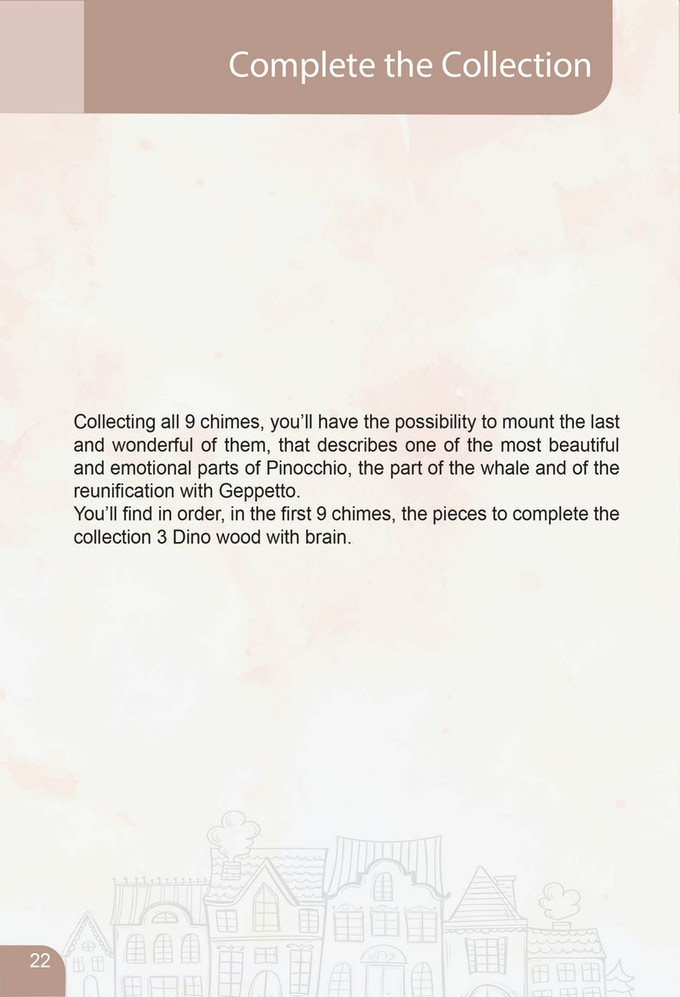 Complete the Collection
Collecting all 9 chimes, you’ll have the possibility to mount the last
and wonderful of them, that describes one of the most beautiful
and emotional parts of Pinocchio, the part of the whale and of the
reunification with Geppetto.
You’ll find in order, in the first 9 chimes, the pieces to complete the
collection 3 Dino wood with brain.
22